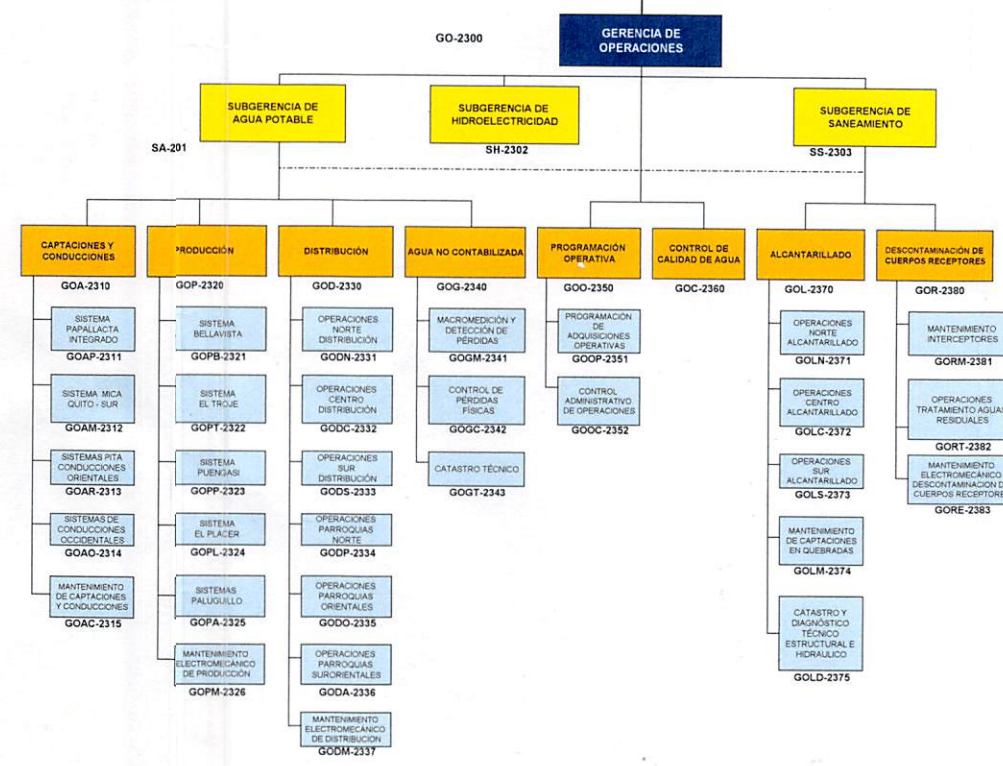 GO-2300
GERENCIA DE
OPERACIONES
SUBGERENCIA DE
AGUA POTABLE
SA-201
SUBGERENCIA DE
HIDROELECTRICIDAD
SH-2302
SUBGERENCIA DE
SANEAMIENTO
SS-2303
CAPTACIONES Y
CONDUCCIONES
GOA-2310
SISTEMA
PAPALLACTA
INTEGRADO
GOAP-2311
SISTEMA MICA
QUITO - SUR
GOAM-2312
SISTEMAS PITA
CONDUCCIONES
ORIENTALES
GOAR-2313
SISTEMAS DE
CONDUCCIONES
OCCIDENTALES
GOAO-2314
MANTENIMIENTO
DE CAPTACIONES
Y CONDUCCIONES
GOAC-2315
PRODUCCIÓN
GOP-2320
SISTEMA
BELLAVISTA
GOPB-2321
SISTEMA
EL TROJE
GOPT-2322
SISTEMA
PUENGASI
GOPP-2323
SISTEMA
EL PLACER
GOPL-2324
SISTEMAS
PALUGUILLO
GOPA-2325
MANTENIMIENTO
ELECTROMECÁNICO
DE PRODUCCIÓN
GOPM-2326
DISTRIBUCIÓN
GOD-2330
OPERACIONES
NORTE
DISTRIBUCIÓN
GODN-2331
OPERACIONES
CENTRO
DISTRIBUCIÓN
GODC-2332
OPERACIONES
SUR
DISTRIBUCIÓN
GODS-2333
OPERACIONES
PARROQUIAS
NORTE
GODP-2334
OPERACIONES
PARROQUIAS
ORIENTALES
GODO-2335
OPERACIONES
PARROQUIAS
SURORIENTALES
GODA-2336
MANTENIMIENTO
ELECTROMECÁNICO
DE DISTRIBUCION
GODM-2337
AGUA NO CONTABILIZADA
GOG-2340
MACROMEDICIÓN Y
DETECCIÓN DE
PÉRDIDAS
GOGM-2341
CONTROL DE
PÉRDIDAS
FÍSICAS
GOGC-2342
CATASTRO TÉCNICO
GOGT-2343
PROGRAMACIÓN
OPERATIVA
GOO-2350
PROGRAMACIÓN
DE
ADQUISICIONES
OPERATIVAS
GOOP-2351
CONTROL
ADMINISTRATIVO
DE OPERACIONES
GOOC-2352
CONTROL DE
CALIDAD DE AGUA
GOC-2360
ALCANTARILLADO
GOL-2370
OPERACIONES
NORTE
ALCANTARILLADO
GOLN-2371
OPERACIONES
CENTRO
ALCANTARILLADO
GOLC-2372
OPERACIONES
SUR
ALCANTARILLADO
GOLS-2373
MANTENIMIENTO
DE CAPTACIONES
EN QUEBRADAS
GOLM-2374
CATASTRO Y
DIAGNÓSTICO
TÉCNICO
ESTRUCTURAL E
HIDRAULICO
GOLD-2375
DESCONTAMINACIÓN DE
CUERPOS RECEPTORES
GOR-2380
MANTENIMIENTO
INTERCEPTORES
GORM-2381
OPERACIONES
TRATAMIENTO AGUAS
RESIDUALES
GORT-2382
MANTENIMIENTO
ELECTROMECÁNICO
DESCONTAMINACION D
CUERPOS RECEPTORE
GORE-2383